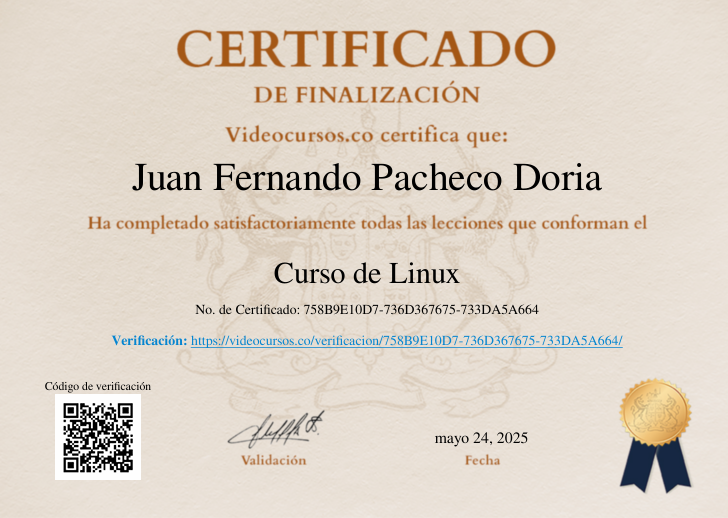 CERTIFICADO
DE FINALIZACIÓN
Videocursos.co certifica que:
Juan Fernando Pacheco Doria
Ha completado satisfactoriamente todas las lecciones que conforman el
Curso de Linux
No. de Certificado: 758B9E10D7-736D367675-733DA5A664
Verificación: https://videocursos.co/verificacion/758B9E10D7-736D367675-733DA5A664/
Código de verificación
mayo 24, 2025
Validación
Fecha